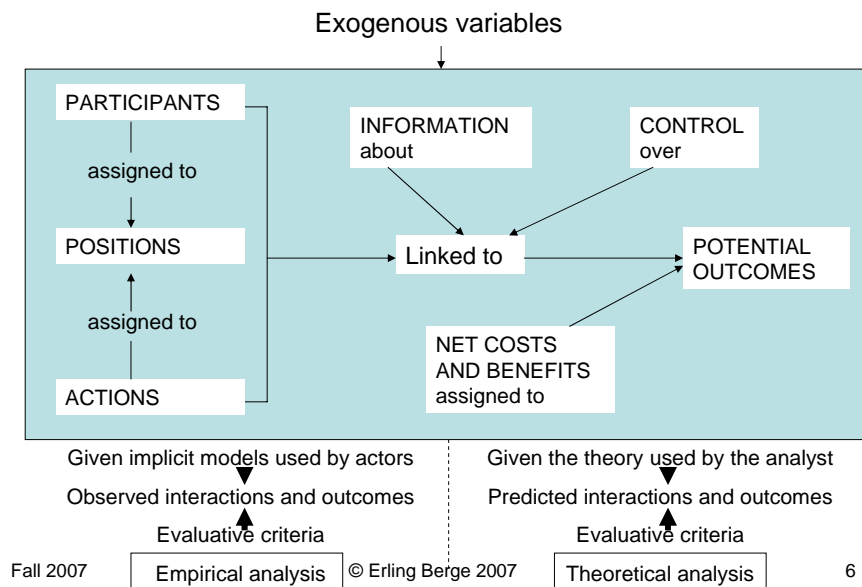 Exogenous variables
PARTICIPANTS
assigned to
POSITIONS
assigned to
ACTIONS
INFORMATION
about
CONTROL
over
Linked to
POTENTIAL
OUTCOMES
NET COSTS
AND BENEFITS
assigned to
Given implicit models used by actors
Observed interactions and outcomes
Evaluative criteria
Empirical analysis
Given the theory used by the analyst
Predicted interactions and outcomes
Evaluative criteria
Theoretical analysis
Fall 2007
© Erling Berge 2007
6